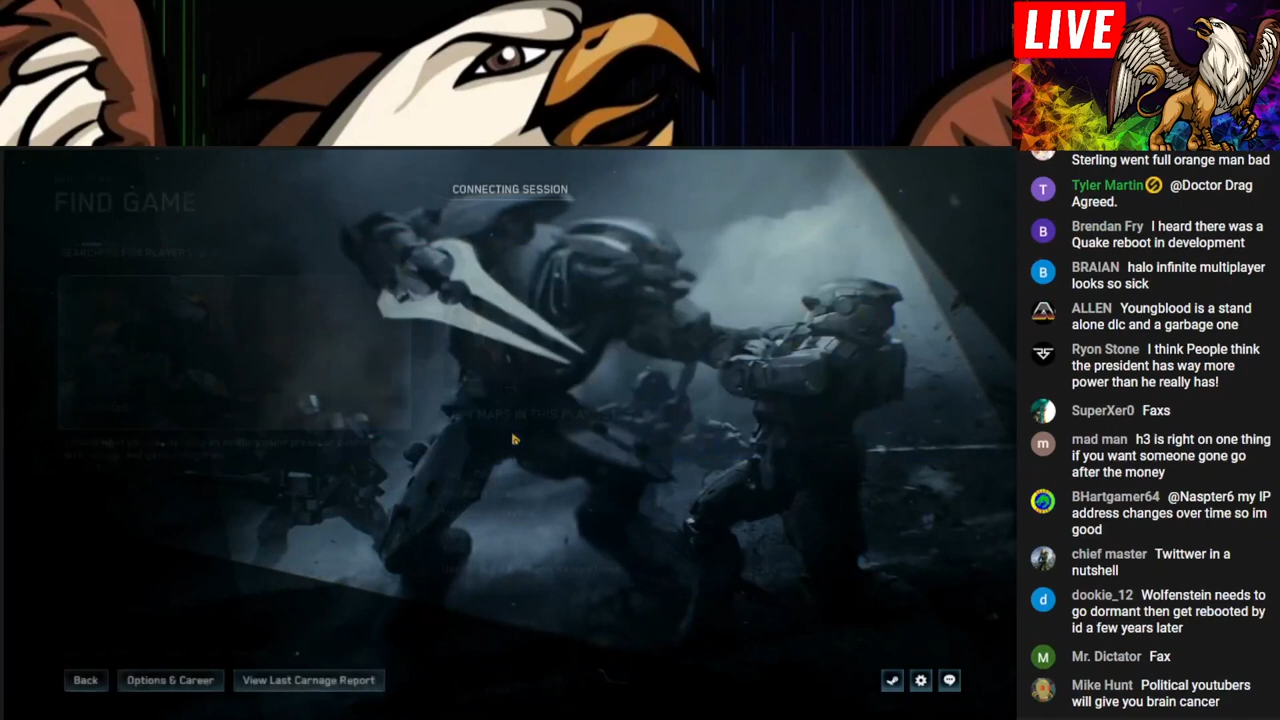 LIVE
CONNECTING SESSION
FIND GAME
Back
Options & Career
View Last Carnage Report
Sterling went full orange man bad
Tyler Martin @Doctor Drag
Agreed.
Brendan Fry I heard there was a
Quake reboot in development
BRAIAN halo infinite multiplayer
looks so sick
ALLEN Youngblood is a stand
alone dlc and a garbage one
Ryon Stone I think People think
the president has way more
power than he really has!
SuperXer0 Faxs
mad man h3 is right on one thing
if you want someone gone go
after the money
BHartgamer64 @Naspter6 my IP
address changes over time so im
good
chief master Twittwer in a
nutshell
dookie_12 Wolfenstein needs to
go dormant then get rebooted by
id a few years later
Mr. Dictator Fax
Mike Hunt Political youtubers
will give you brain cancer